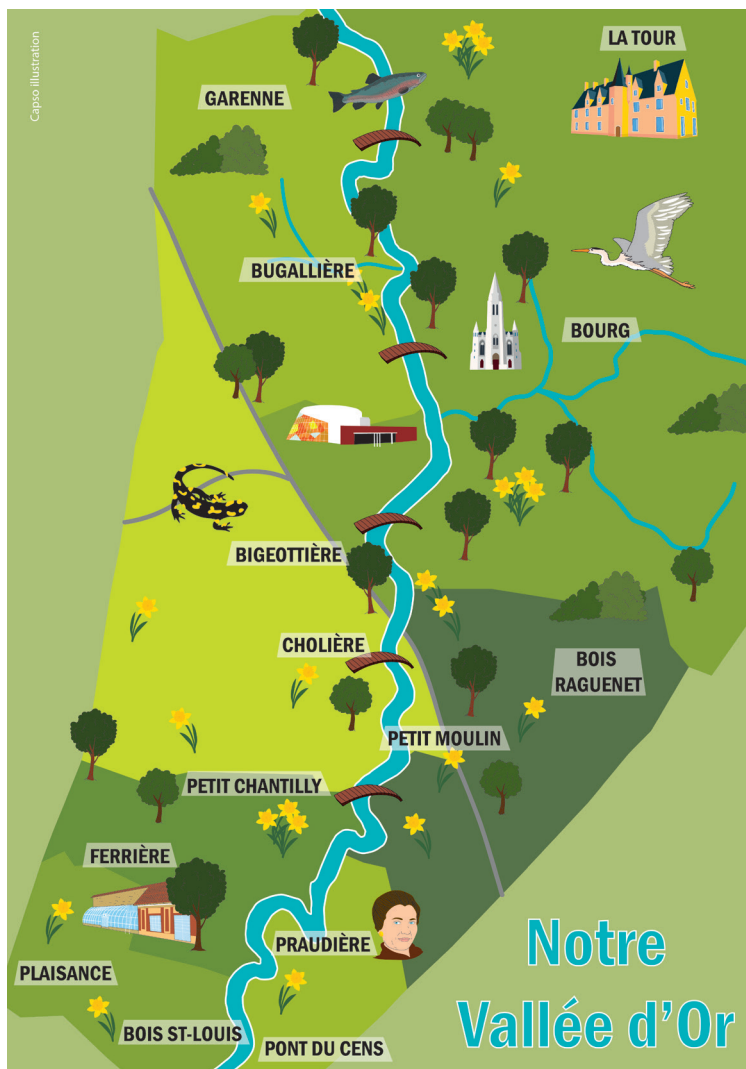 Capso illustration
LA TOUR
GARENNE
BUGALLIÈRE
BOURG
BIGEOTTIÈRE
CHOLIÈRE
BOIS
RAGUENET
PETIT MOULIN
PETIT CHANTILLY
FERRIÈRE
PRAUDIÈRE
PLAISANCE
BOIS ST-LOUIS
PONT DU CENS
Notre
Vallée d'Or